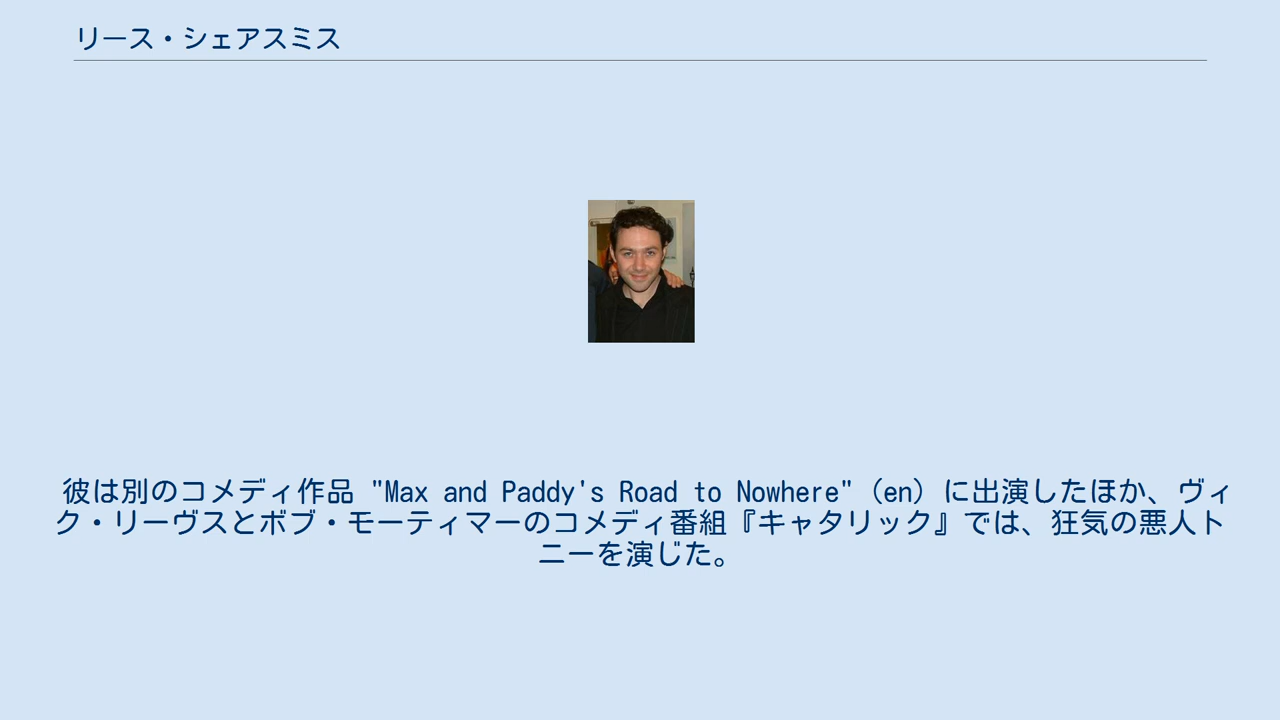 リース・シェアスミス
彼は別のコメディ作品 "Max and Paddy's Road to Nowhere"（en）に出演したほか、ヴィ
ク・リーヴスとボブ・モーティマーのコメディ番組『キャタリック』では、狂気の悪人ト
ニーを演じた。